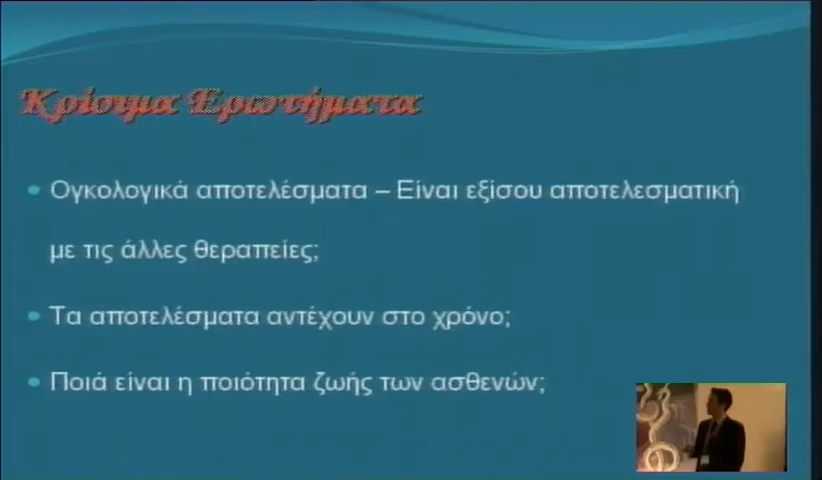 Κρίσιμα Ερωτήματα
Ογκολογικά αποτελέσματα – Είναι εξίσου αποτελεσματική
με τις άλλες θεραπείες;
Τα αποτελέσματα αντέχουν στο χρόνο;
Ποιά είναι η ποιότητα ζωής των ασθενών;